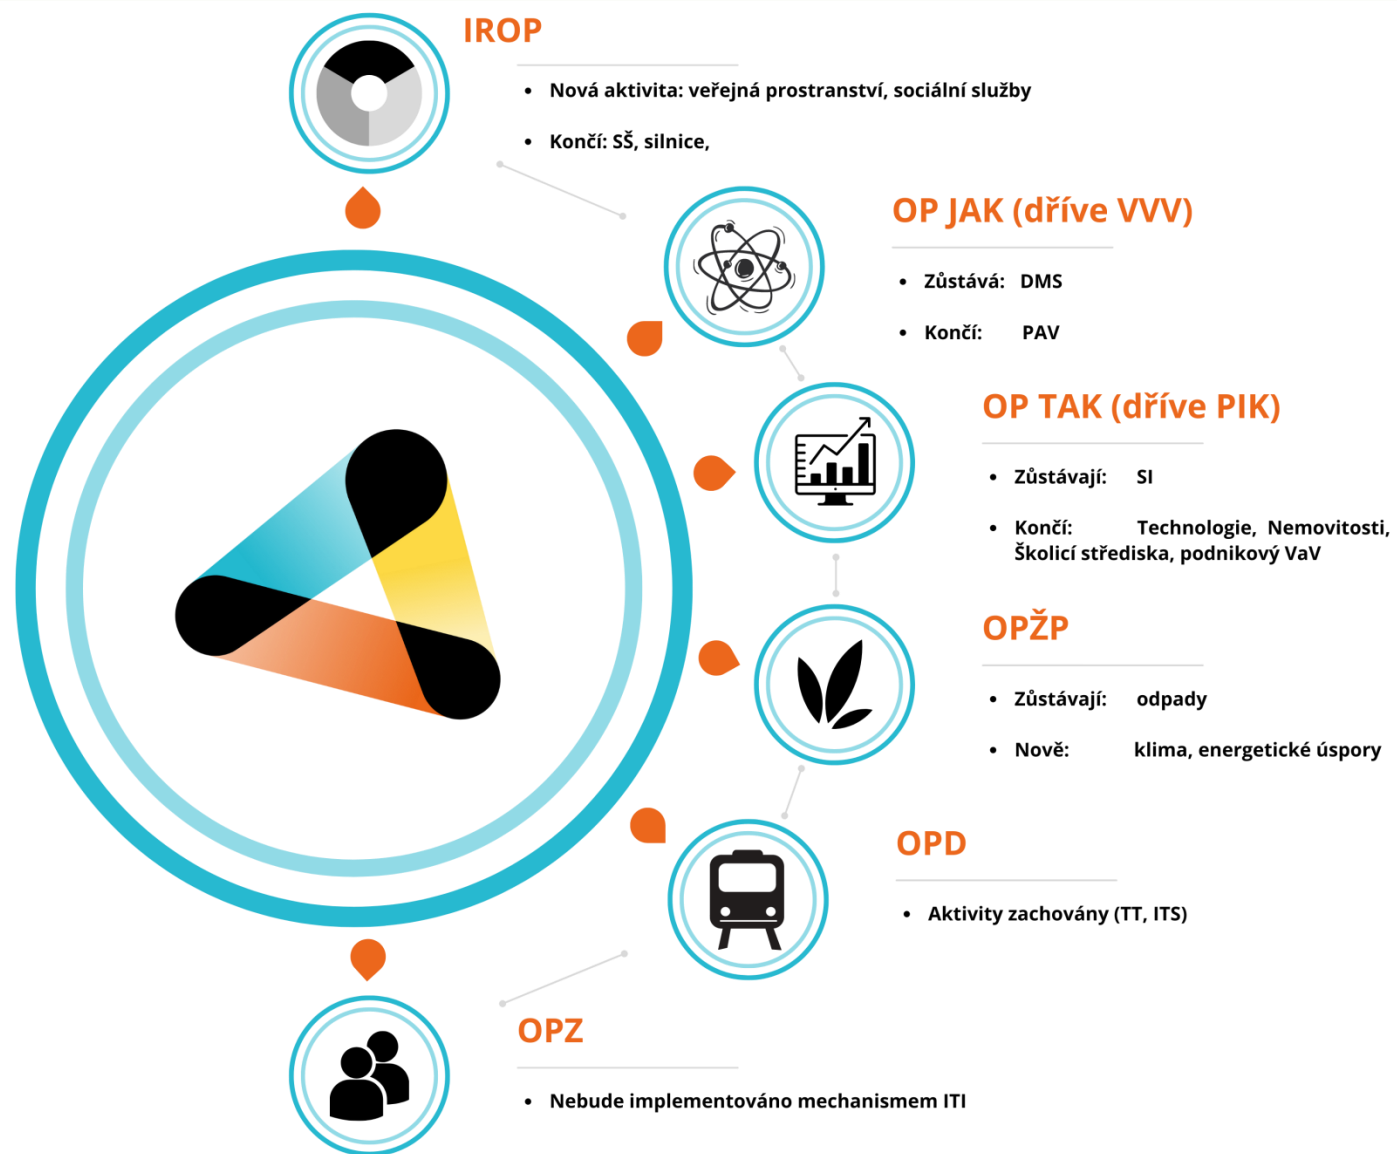 IROP
• Nová aktivita: veřejná prostranství, sociální služby
• Končí: SŠ, silnice,
OP JAK (dříve VVV)
• Zůstává: DMS
• Končí: PAV
OP TAK (dříve PIK)
• Zůstávají: SI
• Končí: Technologie, Nemovitosti,
Školicí střediska, podnikový VaV
OPŽP
• Zůstávají: odpady
• Nově: klima, energetické úspory
OPD
• Aktivity zachovány (TT, ITS)
OPZ
• Nebude implementováno mechanismem ITI